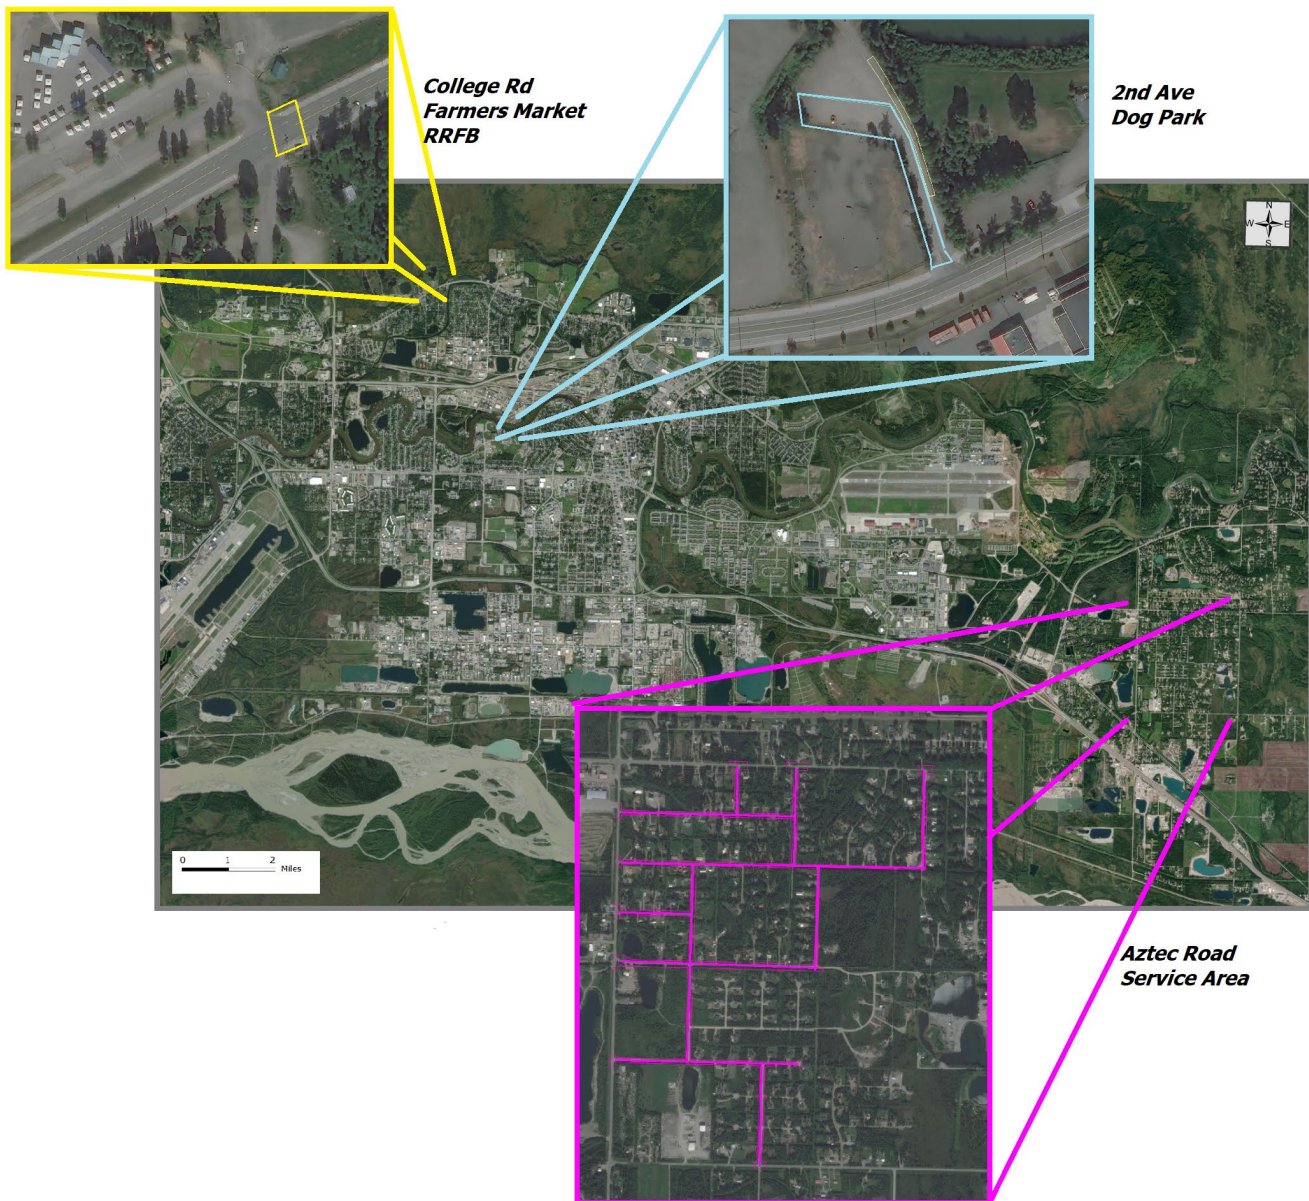 College Rd
Farmers Market
RRFB
2nd Ave
Dog Park
N
W E
S
0 1 2
Miles
Aztec Road
Service Area